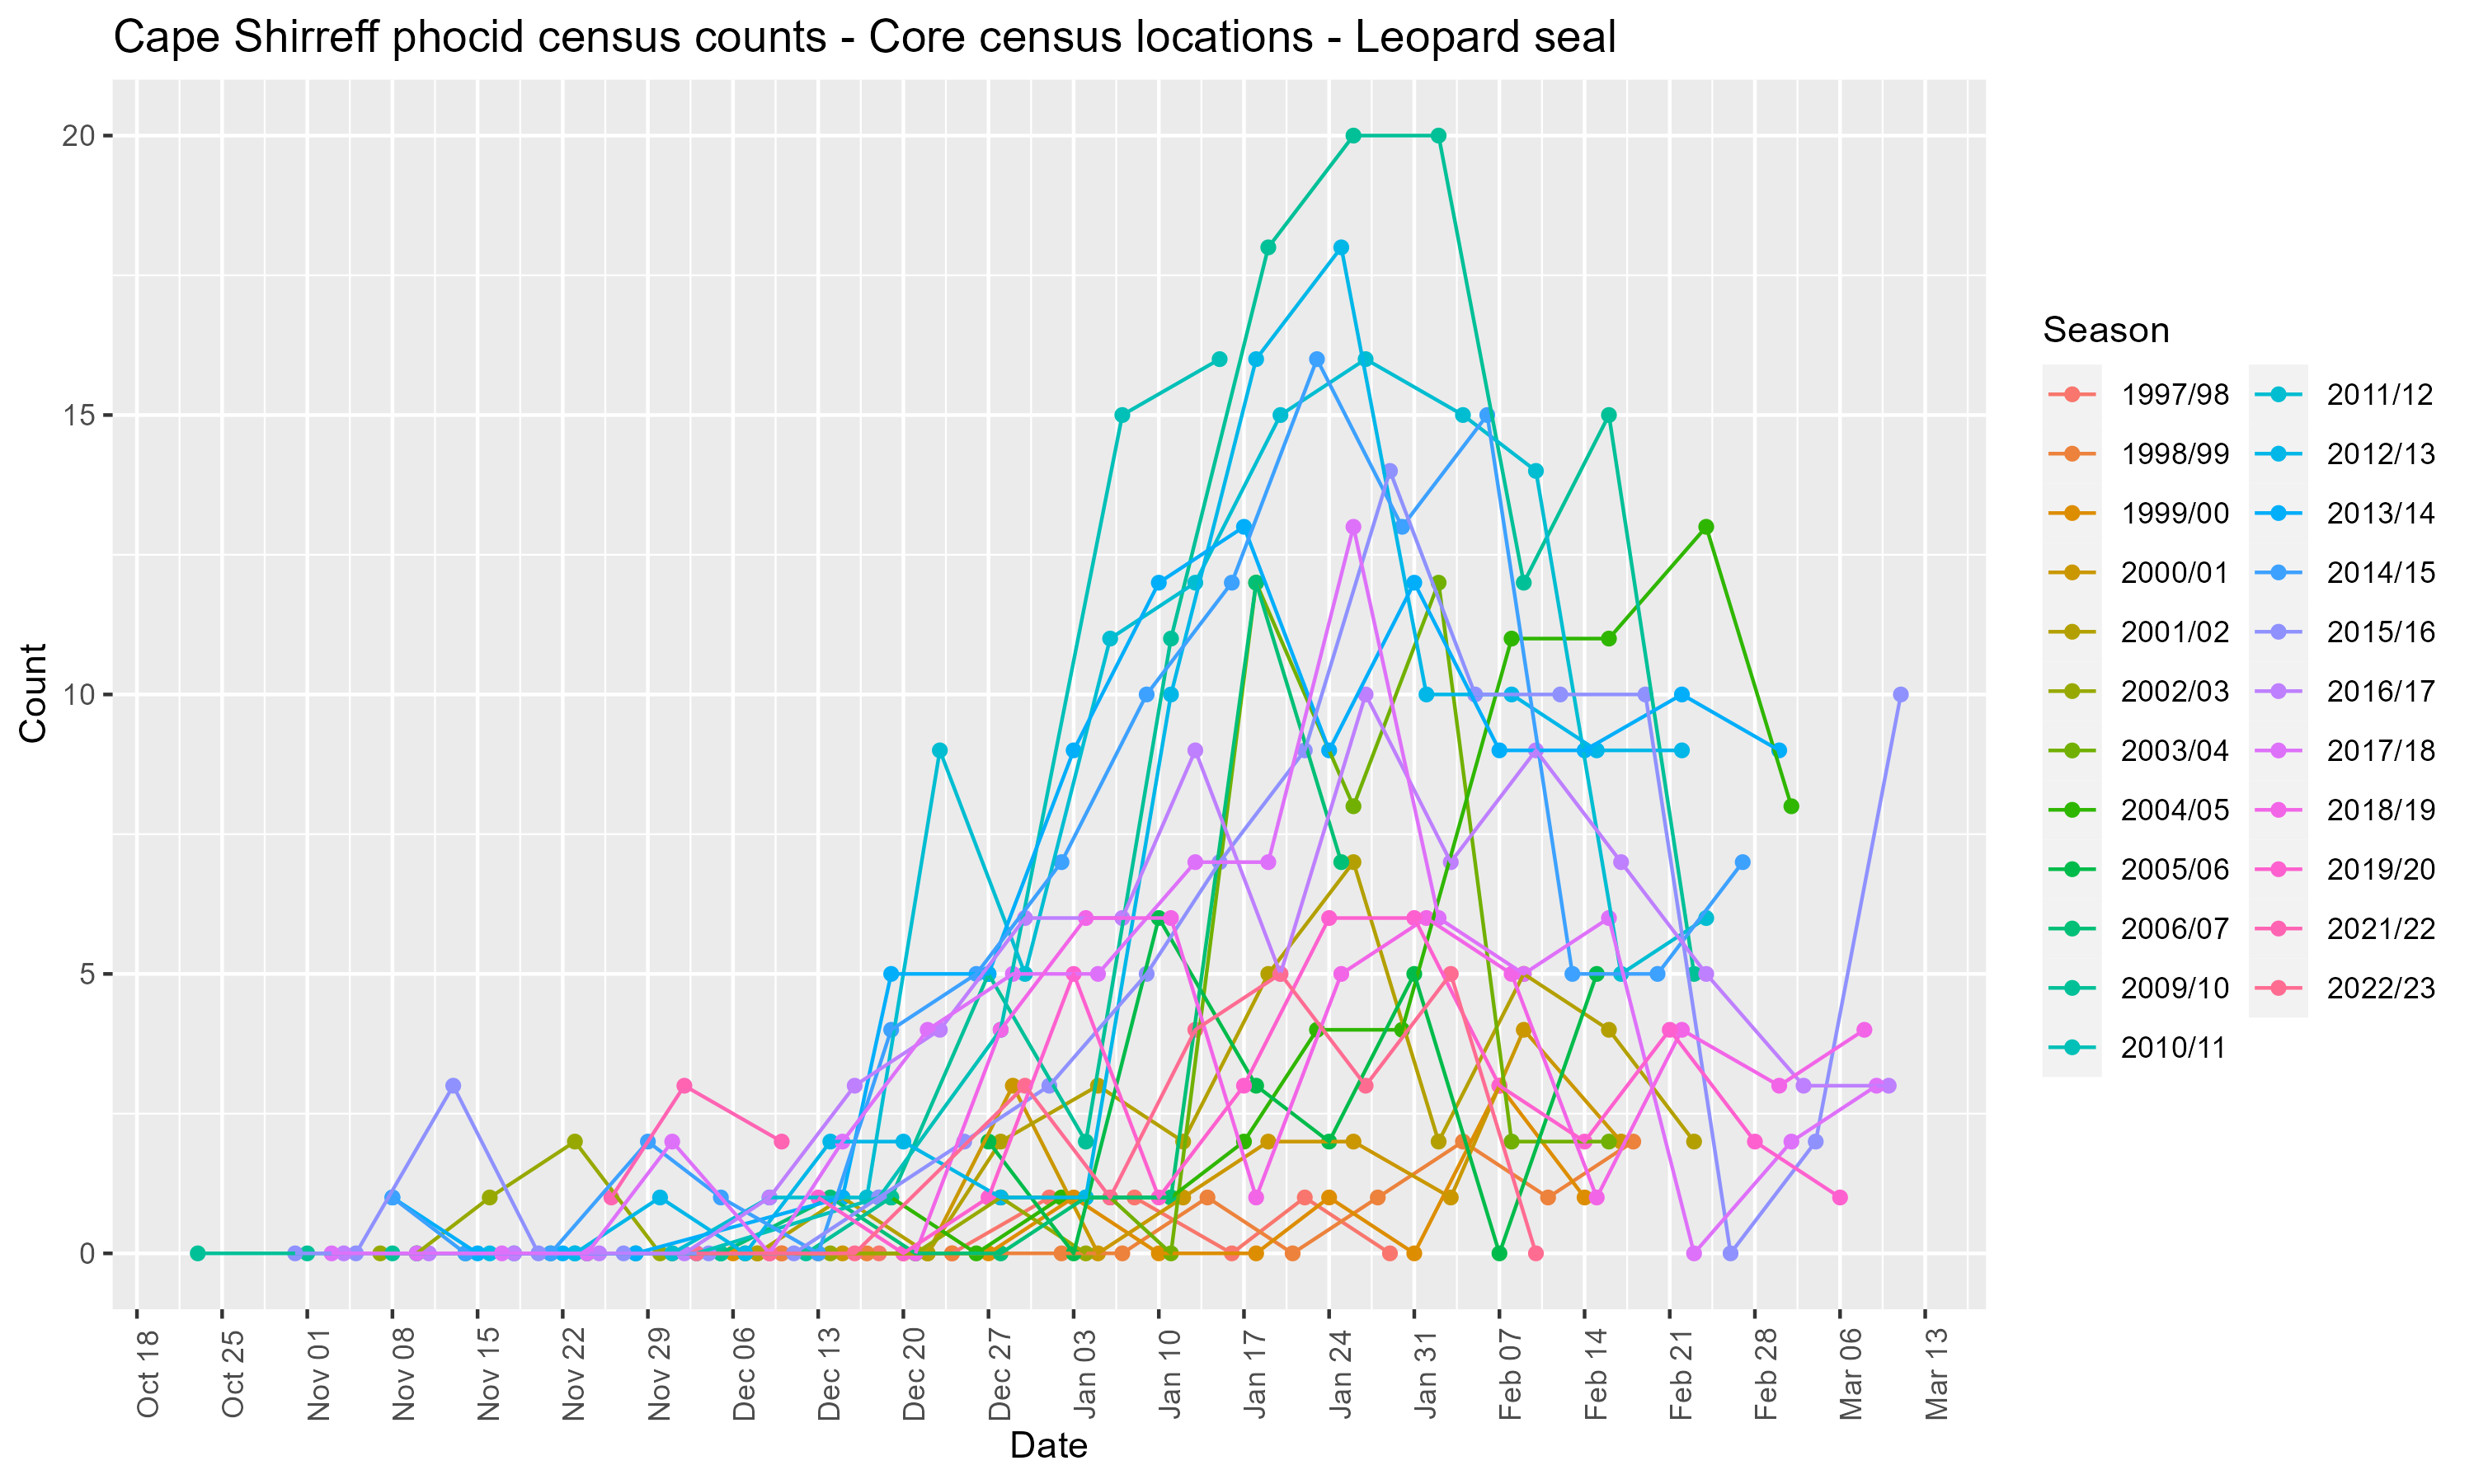 Cape Shirreff phocid census counts - Core census locations - Leopard seal
Count
20
15
10
5
0
Oct 18
Oct 25
Nov 01
Nov 08
Nov 15
Nov 22
Nov 29
Dec 06
Dec 13
Dec 20
Dec 27
Jan 03
Jan 10
Jan 17
Jan 24
Jan 31
Feb 07
Feb 14
Feb 21
Feb 28
Mar 06
Mar 13
Date
Season
1997/98
1998/99
1999/00
2000/01
2001/02
2002/03
2003/04
2004/05
2005/06
2006/07
2009/10
2010/11
2011/12
2012/13
2013/14
2014/15
2015/16
2016/17
2017/18
2018/19
2019/20
2021/22
2022/23